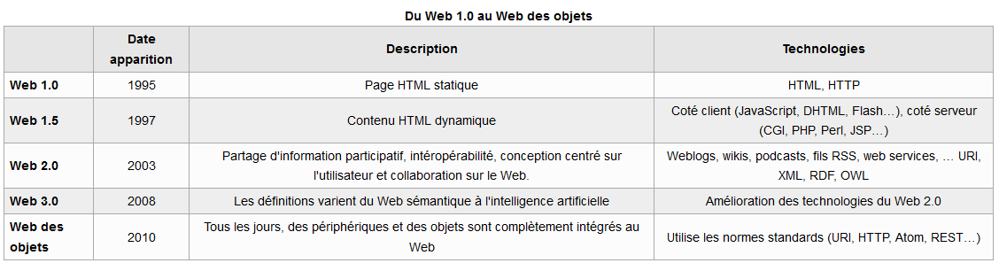 Du Web 1.0 au Web des objets
Date
apparition
Description
Technologies
Web 1.0
1995
Page HTML statique
HTML, HTTP
Web 1.5
1997
Contenu HTML dynamique
Coté client (JavaScript, DHTML, Flash…), coté serveur
(CGI, PHP, Perl, JSP…)
Web 2.0
2003
Partage d'information participatif, intéropérabilité, conception centré sur
l'utilisateur et collaboration sur le Web.
Weblogs, wikis, podcasts, fils RSS, web services, … URI,
XML, RDF, OWL
Web 3.0
2008
Les définitions varient du Web sémantique à l'intelligence artificielle
Amélioration des technologies du Web 2.0
Web des
objets
2010
Tous les jours, des périphériques et des objets sont complètement intégrés au
Web
Utilise les normes standards (URI, HTTP, Atom, REST…)